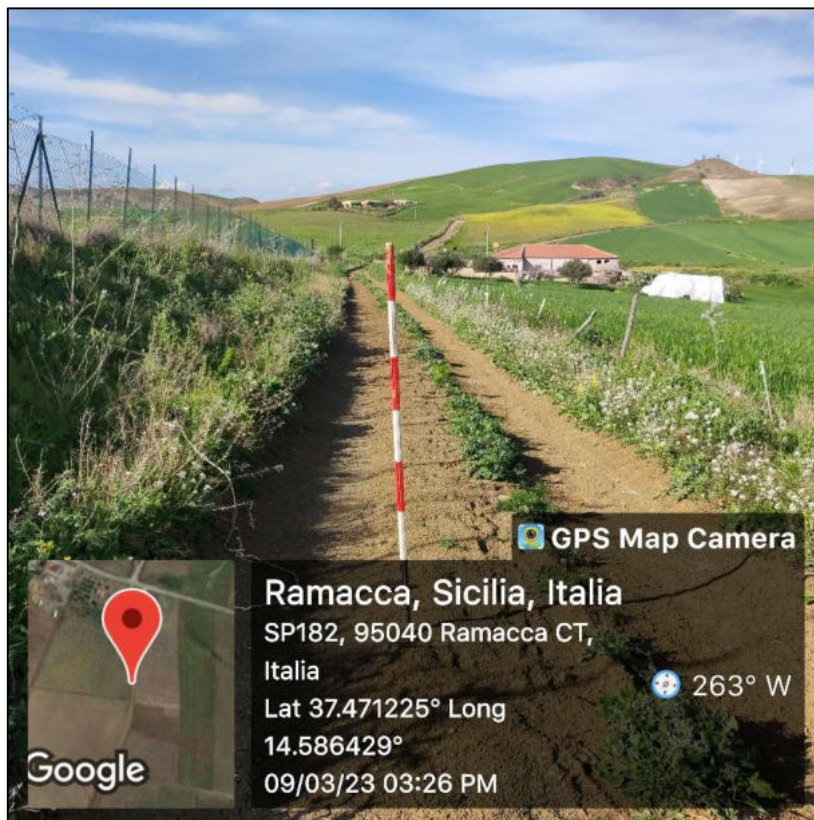 GPS Map Camera
Ramacca, Sicilia, Italia
SP182, 95040 Ramacca CT,
Italia
Lat 37.471225° Long
14.586429°
09/03/23 03:26 PM
263° W
Google